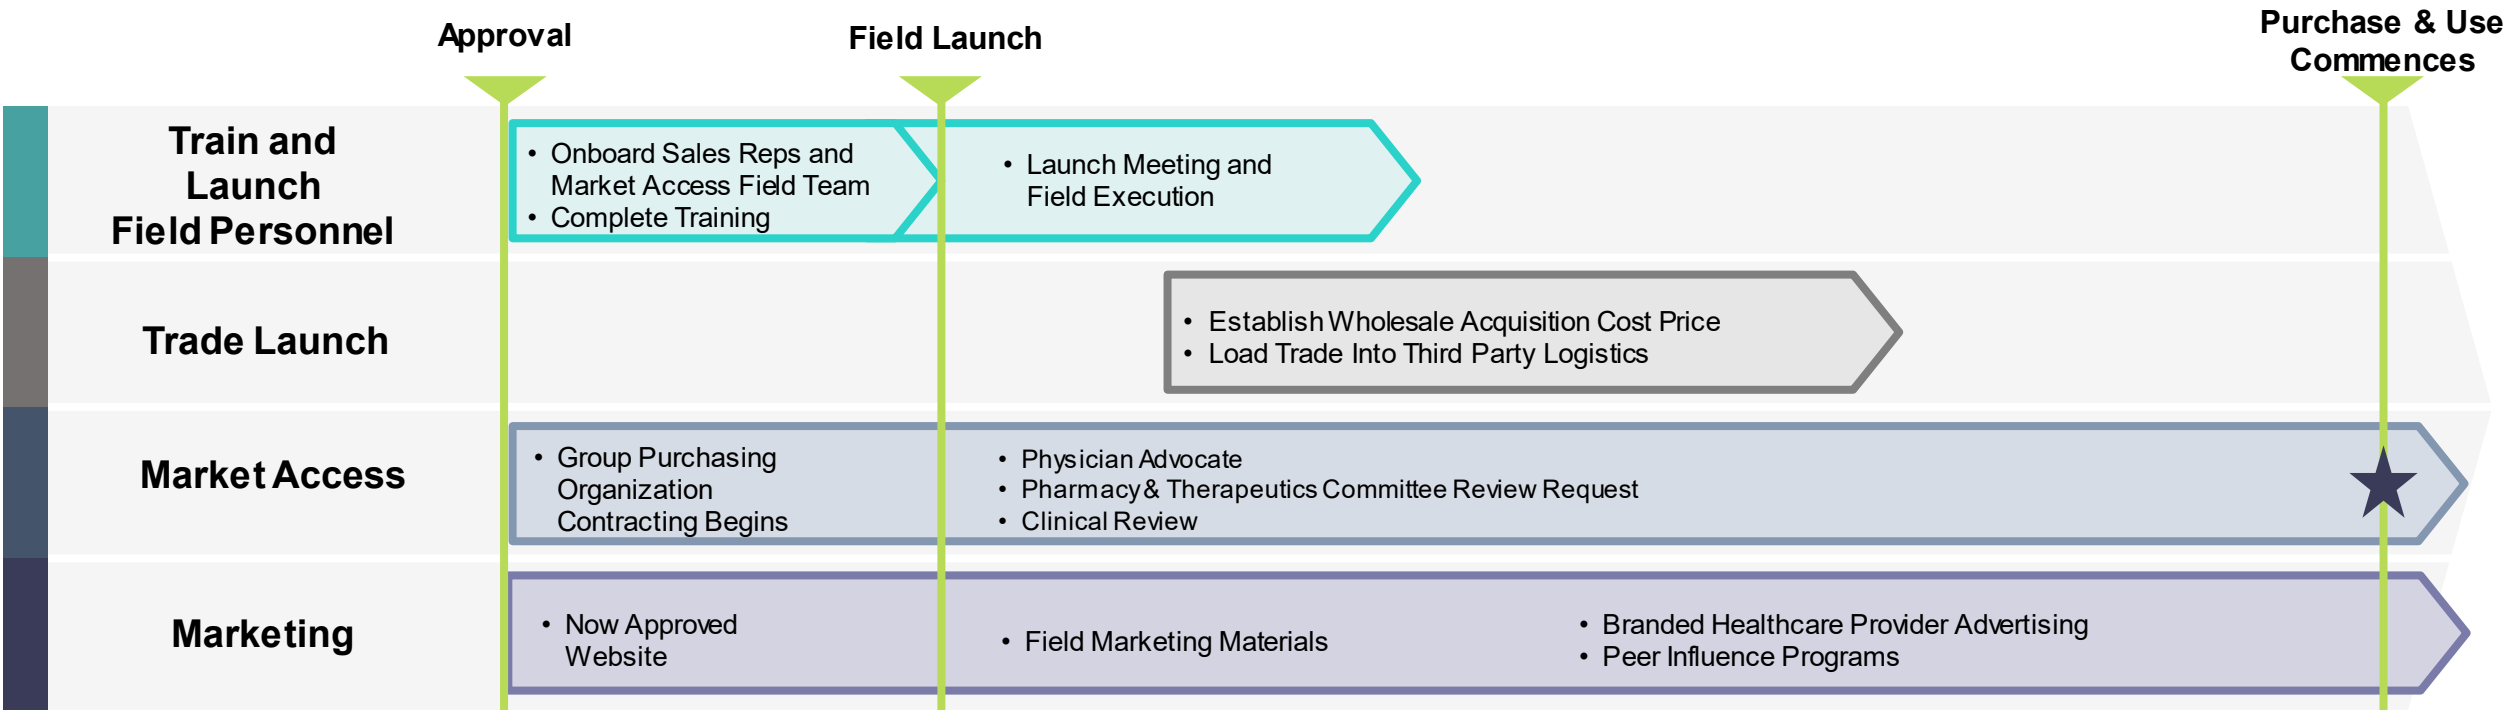 Approval
Field Launch
Purchase & Use
Commences
Train and
Launch
Field Personnel
• Onboard Sales Reps and
Market Access Field Team
• Complete Training
• Launch Meeting and
Field Execution
Trade Launch
• Establish Wholesale Acquisition Cost Price
• Load Trade Into Third Party Logistics
Market Access
• Group Purchasing
Organization
Contracting Begins
• Physician Advocate
• Pharmacy & Therapeutics Committee Review Request
• Clinical Review
Marketing
• Now Approved
Website
• Field Marketing Materials
• Branded Healthcare Provider Advertising
• Peer Influence Programs